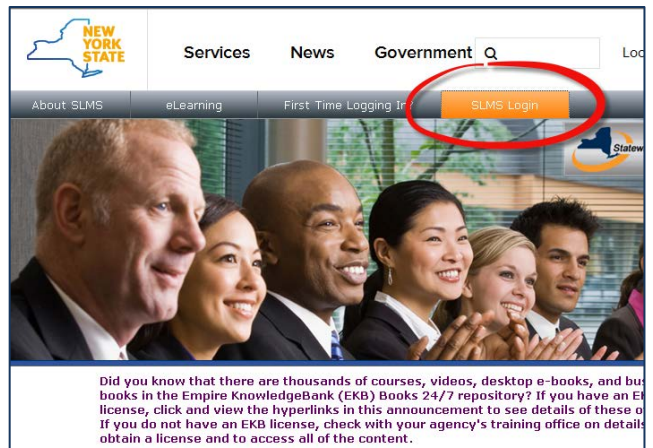 NEW
YORK
STATE
Services News Government
About SLMS eLearning First Time Logging In? SLMS Login
Did you know that there are thousands of courses, videos, desktop e-books, and
books in the Empire KnowledgeBank (EKB) Books 24/7 repository? If you have an
license, click and view the hyperlinks in this announcement to see details of these
If you do not have an EKB license, check with your agency's training office on details
obtain a license and to access all of the content.